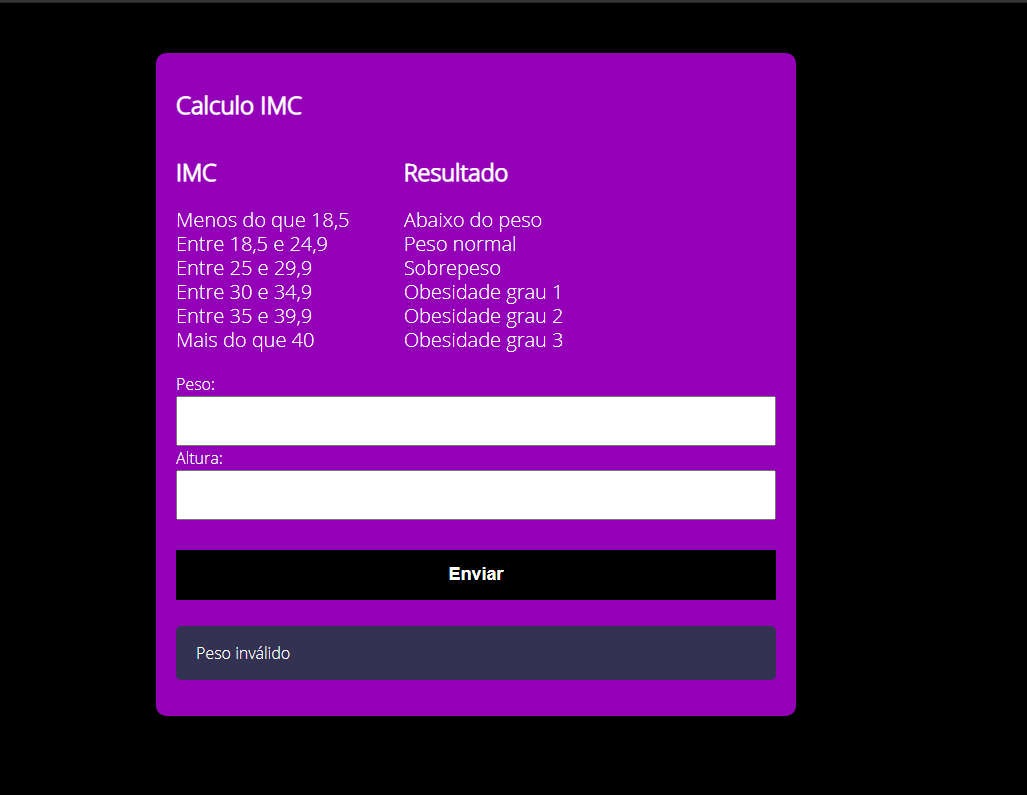 Calculo IMC
IMC Resultado
Menos do que 18,5 Abaixo do peso
Entre 18,5 e 24,9 Peso normal
Entre 25 e 29,9 Sobrepeso
Entre 30 e 34,9 Obesidade grau 1
Entre 35 e 39,9 Obesidade grau 2
Mais do que 40 Obesidade grau 3
Peso:
Altura:
Enviar
Peso inválido